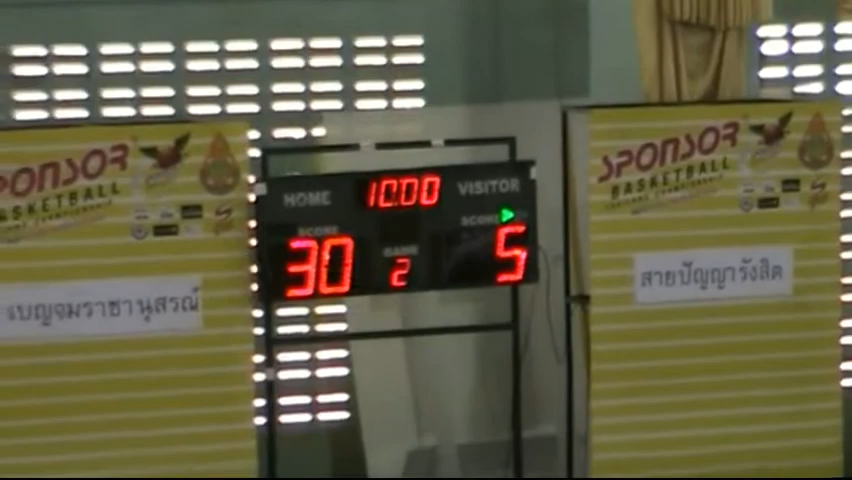 SPONSOR
BASKETBALL
เบญจมราชานุสรณ์
HOME
10:00
VISITOR
SCORE
SCORE
30
GAME
2
5
SPONSOR
BASKETBALL
สายปัญญารังสิต